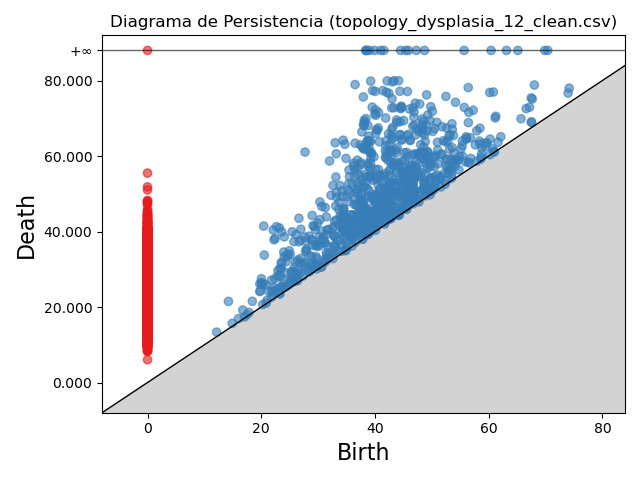 Diagrama de Persistencia (topology_dysplasia_12_clean.csv)
+∞
80.000
60.000
40.000
20.000
0.000
Death
0 20 40 60 80
Birth